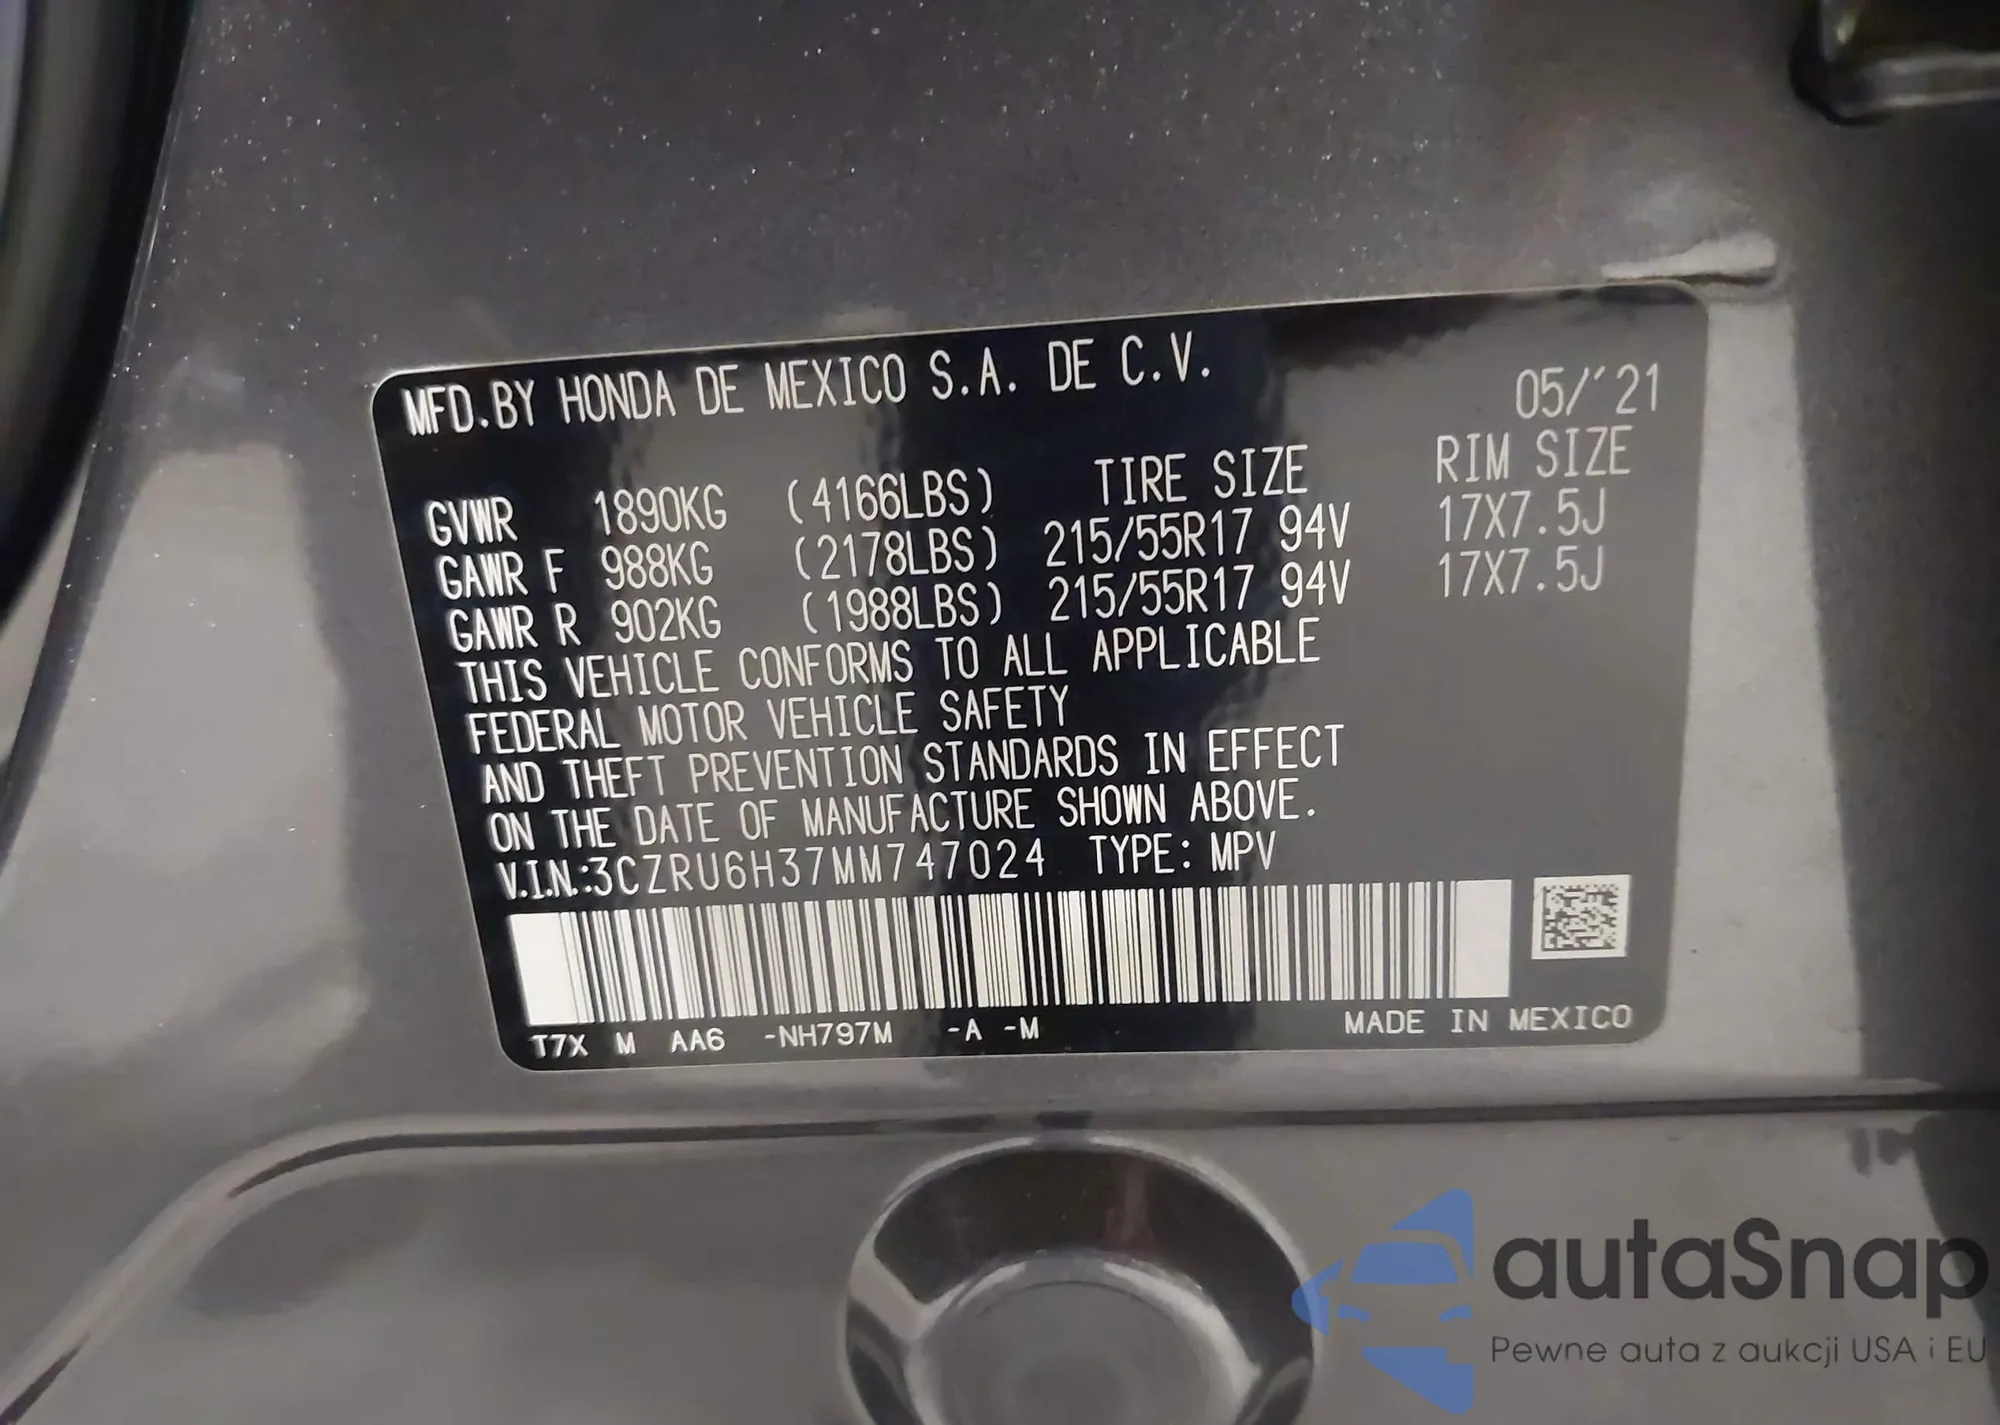 MFD.BY HONDA DE MEXICO S.A. DE C.V.
05/'21
GVWR 1890KG (4166LBS) TIRE SIZE RIM SIZE
GAWR F 988KG (2178LBS) 215/55R17 94V 17X7.5J
GAWR R 902KG (1988LBS) 215/55R17 94V 17X7.5J
THIS VEHICLE CONFORMS TO ALL APPLICABLE
FEDERAL MOTOR VEHICLE SAFETY
AND THEFT PREVENTION STANDARDS IN EFFECT
ON THE DATE OF MANUFACTURE SHOWN ABOVE.
V.I.N.:3CZRU6H37MM747024 TYPE: MPV
T7X M AA6 -NH797M -A -M MADE IN MEXICO
autaSnap
Pewne auta z aukcji USA i EU